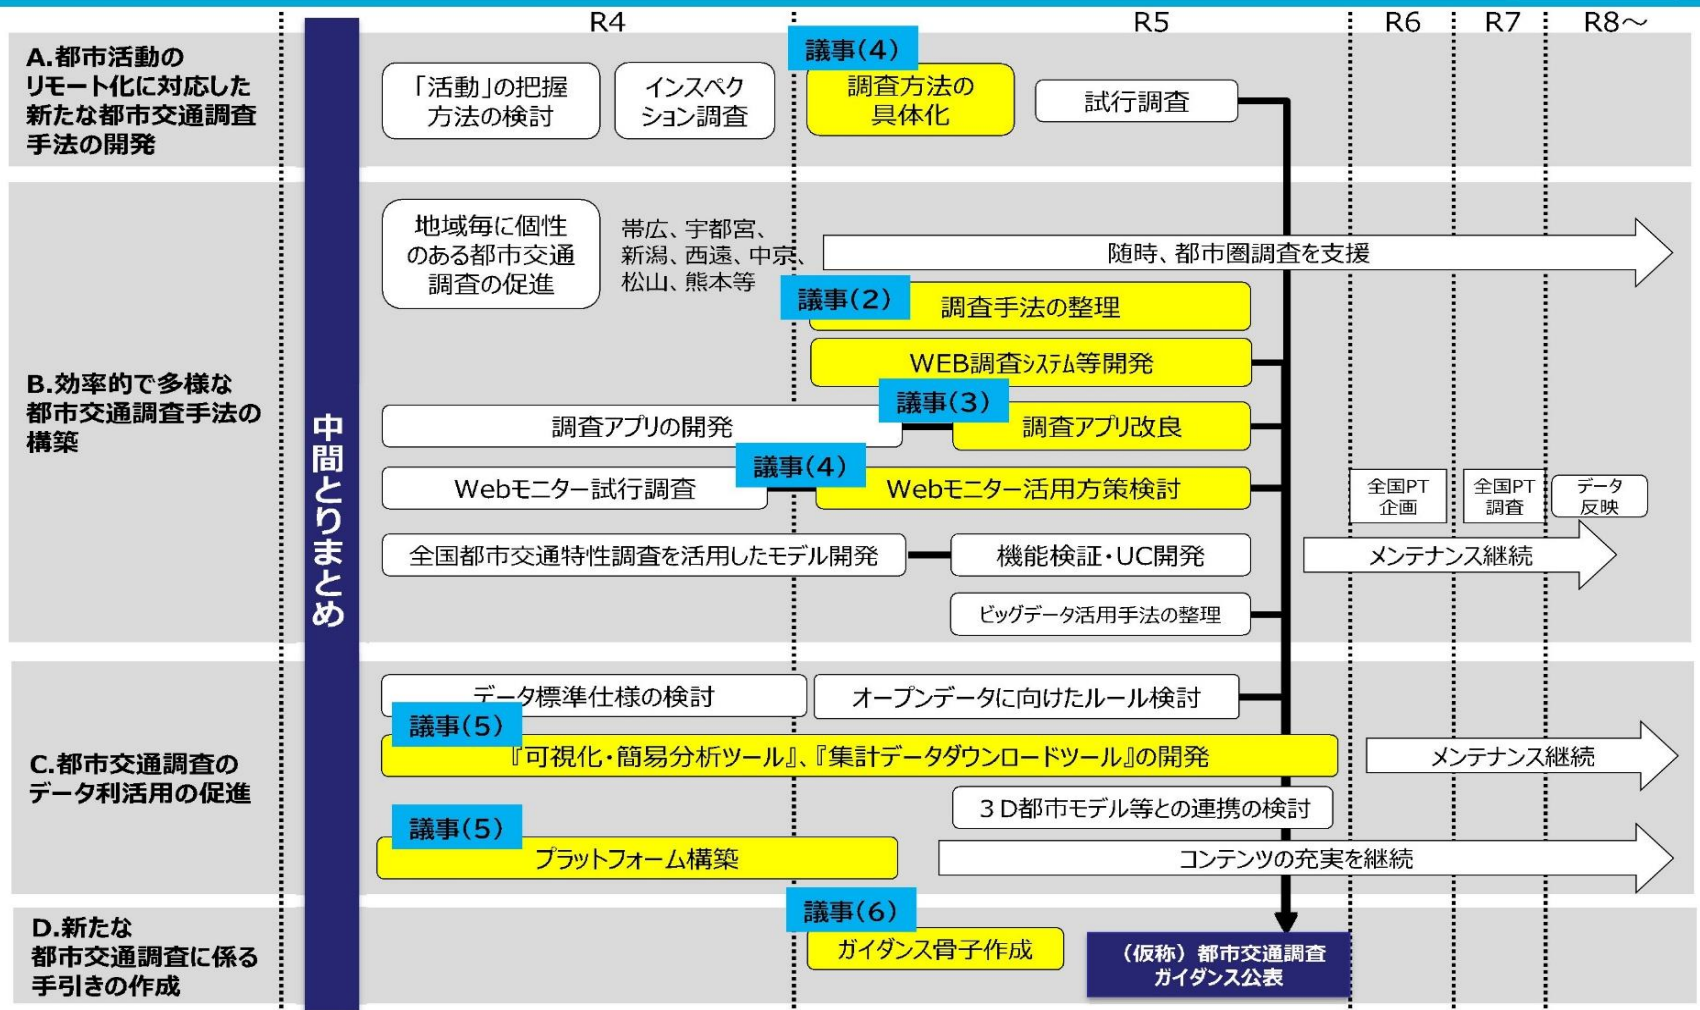 R4
R5
R6
R7
R8～
A.都市活動の
リモート化に対応した
新たな都市交通調査
手法の開発
「活動」の把握
方法の検討
インスペク
ション調査
議事(4)
調査方法の
具体化
試行調査
中間とりまとめ
B.効率的で多様な
都市交通調査手法の
構築
地域毎に個性
のある都市交通
調査の促進
帯広、宇都宮、
新潟、西遠、中京、
松山、熊本等
随時、都市圏調査を支援
議事(2)
調査手法の整理
WEB調査システム等開発
議事(3)
調査アプリの開発
調査アプリ改良
議事(4)
Webモニター試行調査
Webモニター活用方策検討
全国PT
企画
全国PT
調査
データ
反映
全国都市交通特性調査を活用したモデル開発
機能検証・UC開発
メンテナンス継続
ビッグデータ活用手法の整理
C.都市交通調査の
データ利活用の促進
データ標準仕様の検討
オープンデータに向けたルール検討
議事(5)
『可視化・簡易分析ツール』、『集計データダウンロードツール』の開発
メンテナンス継続
３Ｄ都市モデル等との連携の検討
議事(5)
プラットフォーム構築
コンテンツの充実を継続
D.新たな
都市交通調査に係る
手引きの作成
議事(6)
ガイダンス骨子作成
（仮称）都市交通調査
ガイダンス公表